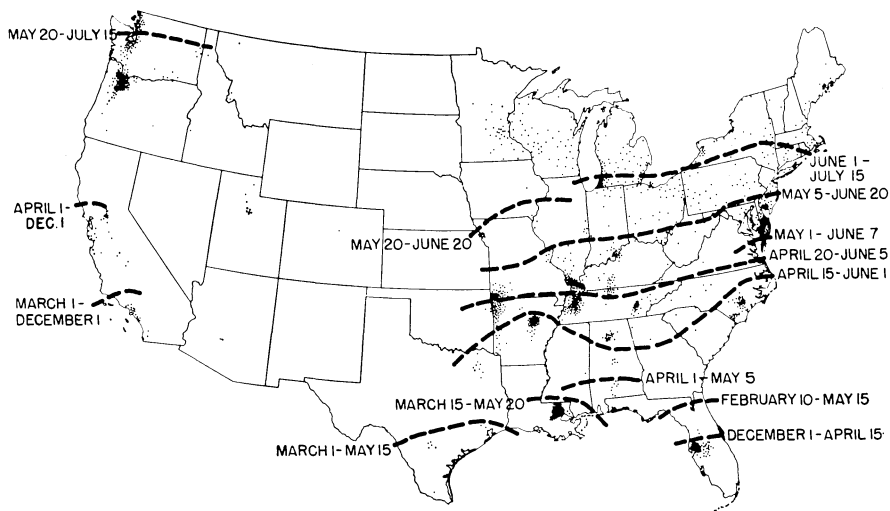 MAY 20-JULY 15
JUNE 1-
JULY 15
MAY 5-JUNE 20
APRIL 1-
DEC. 1
MAY 20-JUNE 20
MAY 1-JUNE 7
APRIL 20-JUNE 5
APRIL 15-JUNE 1
MARCH 1-
DECEMBER 1
APRIL 1-MAY 5
MARCH 15-MAY 20
FEBRUARY 10-MAY 15
DECEMBER 1-APRIL 15
MARCH 1-MAY 15